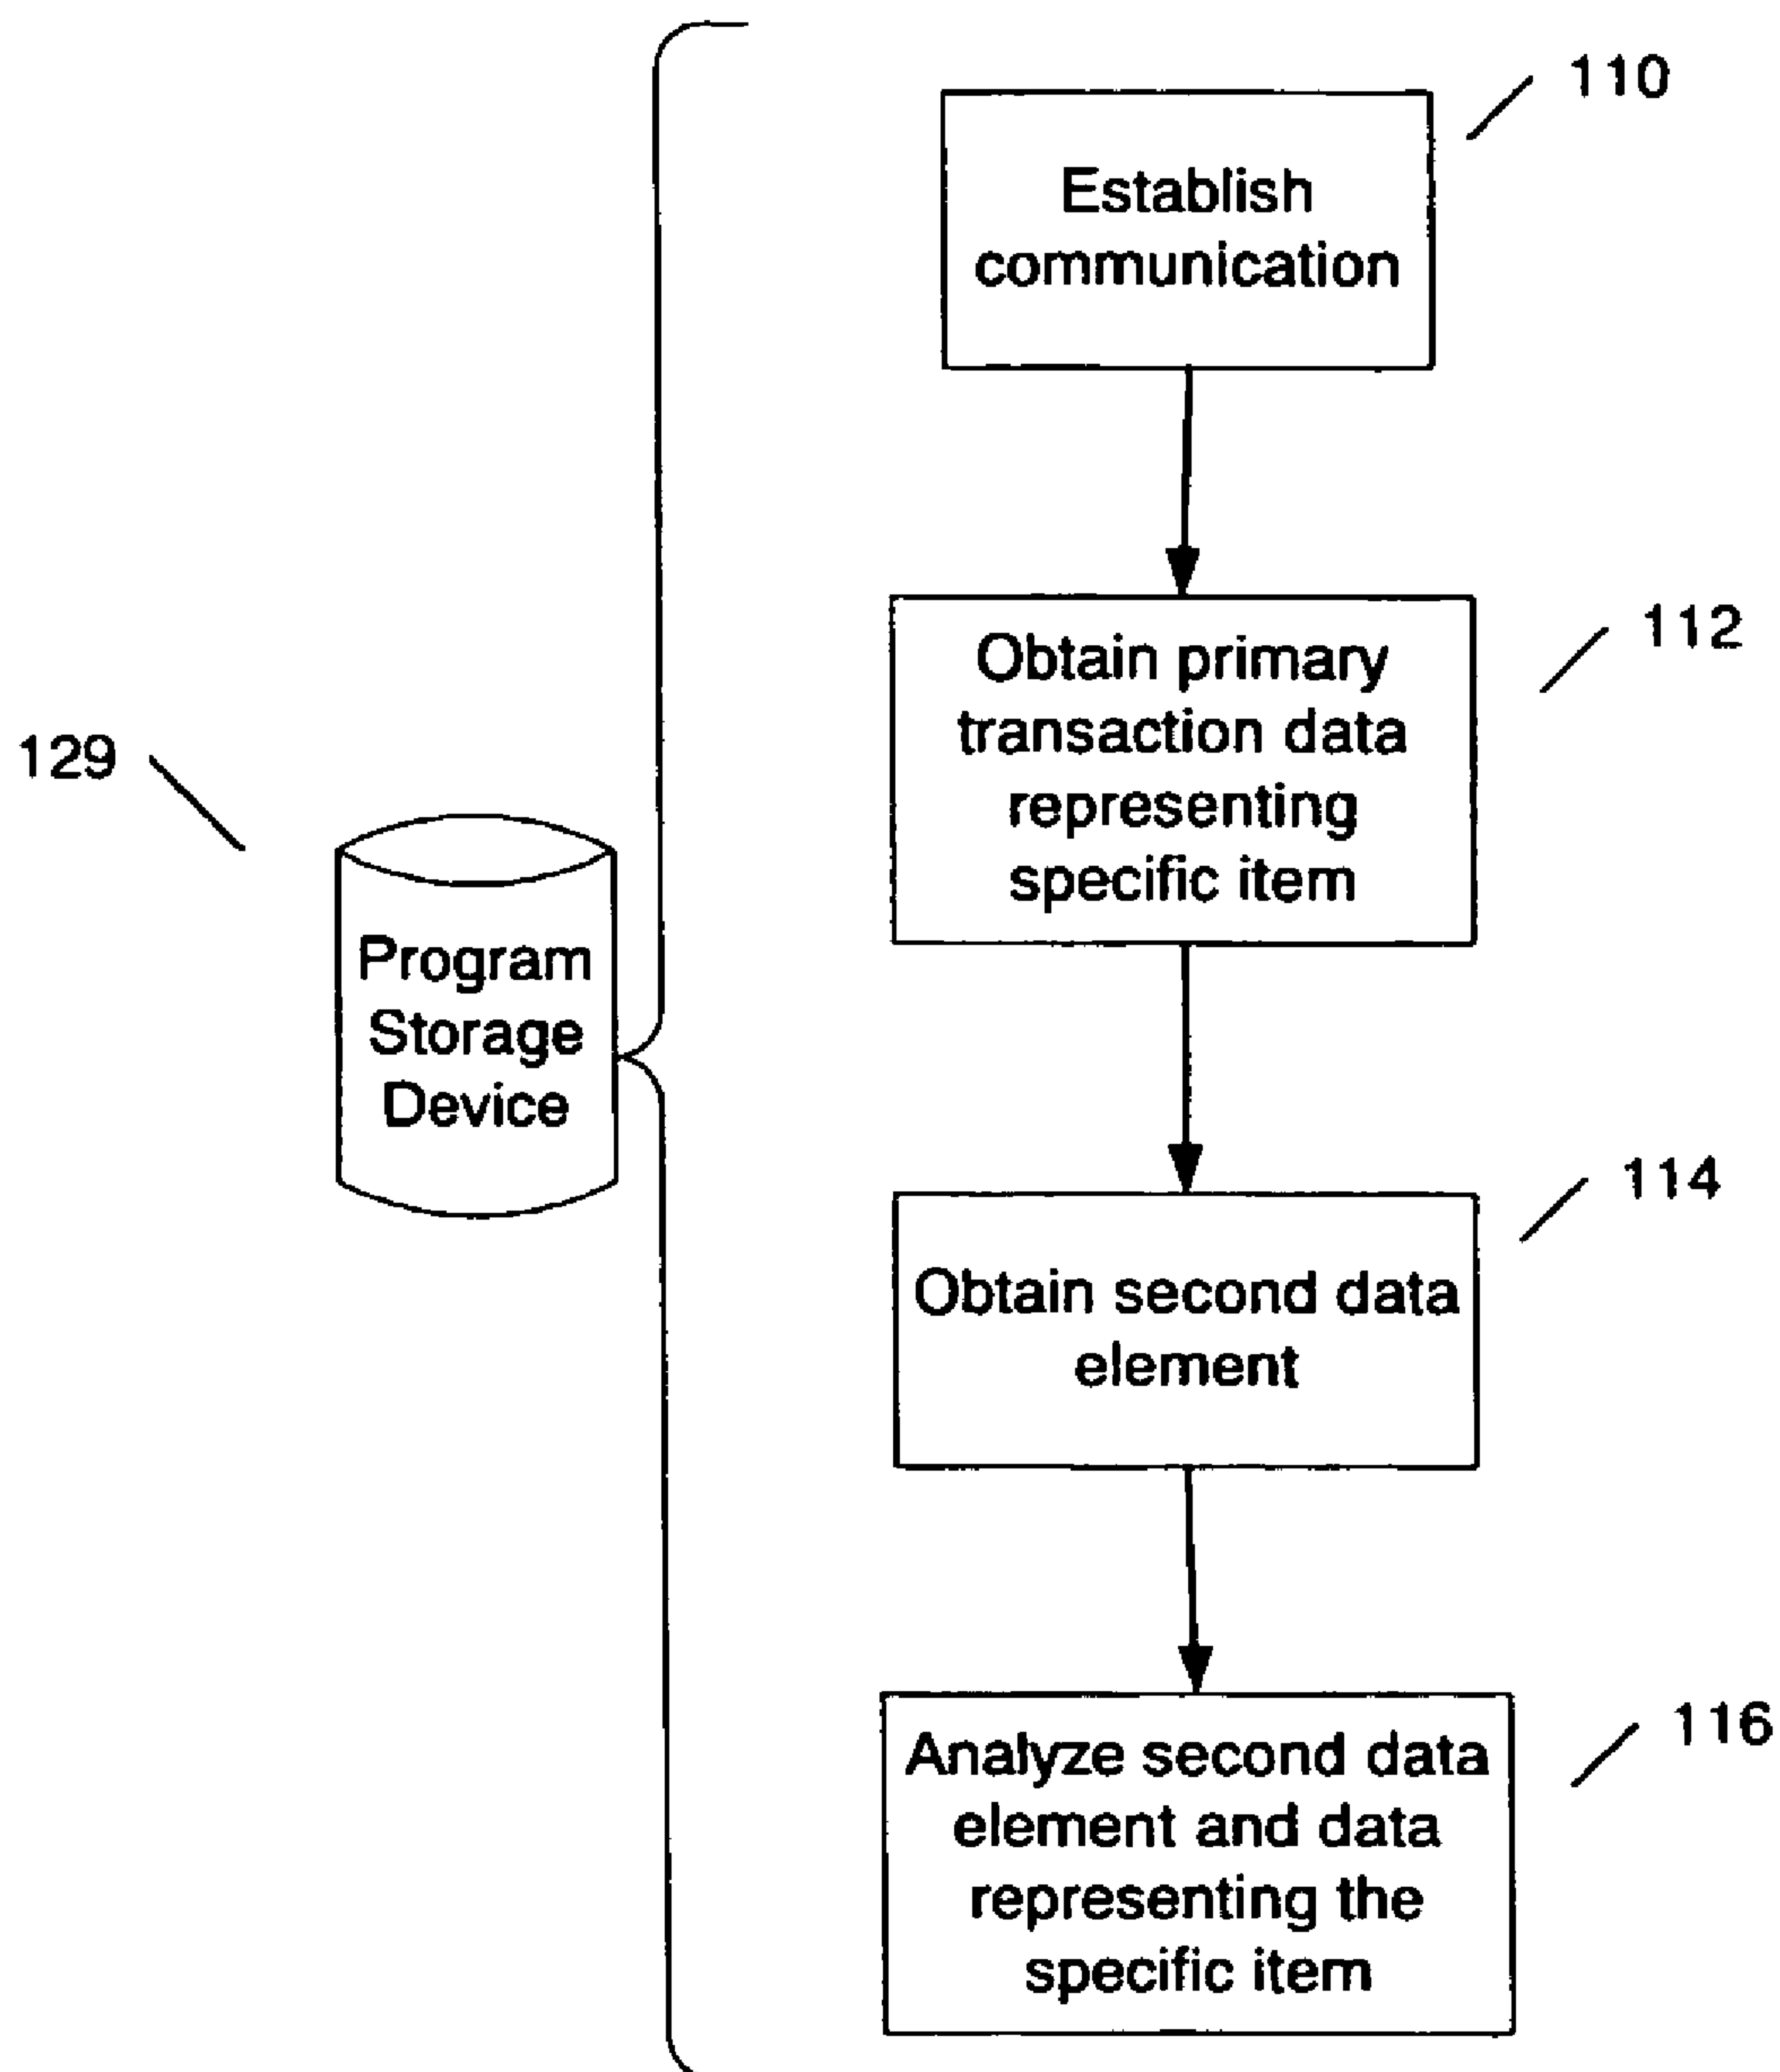 110
Establish
communication
112
Obtain primary
transaction data
representing
specific item
129
Program
Storage
Device
114
Obtain second data
element
116
Analyze second data
element and data
representing the
specific item